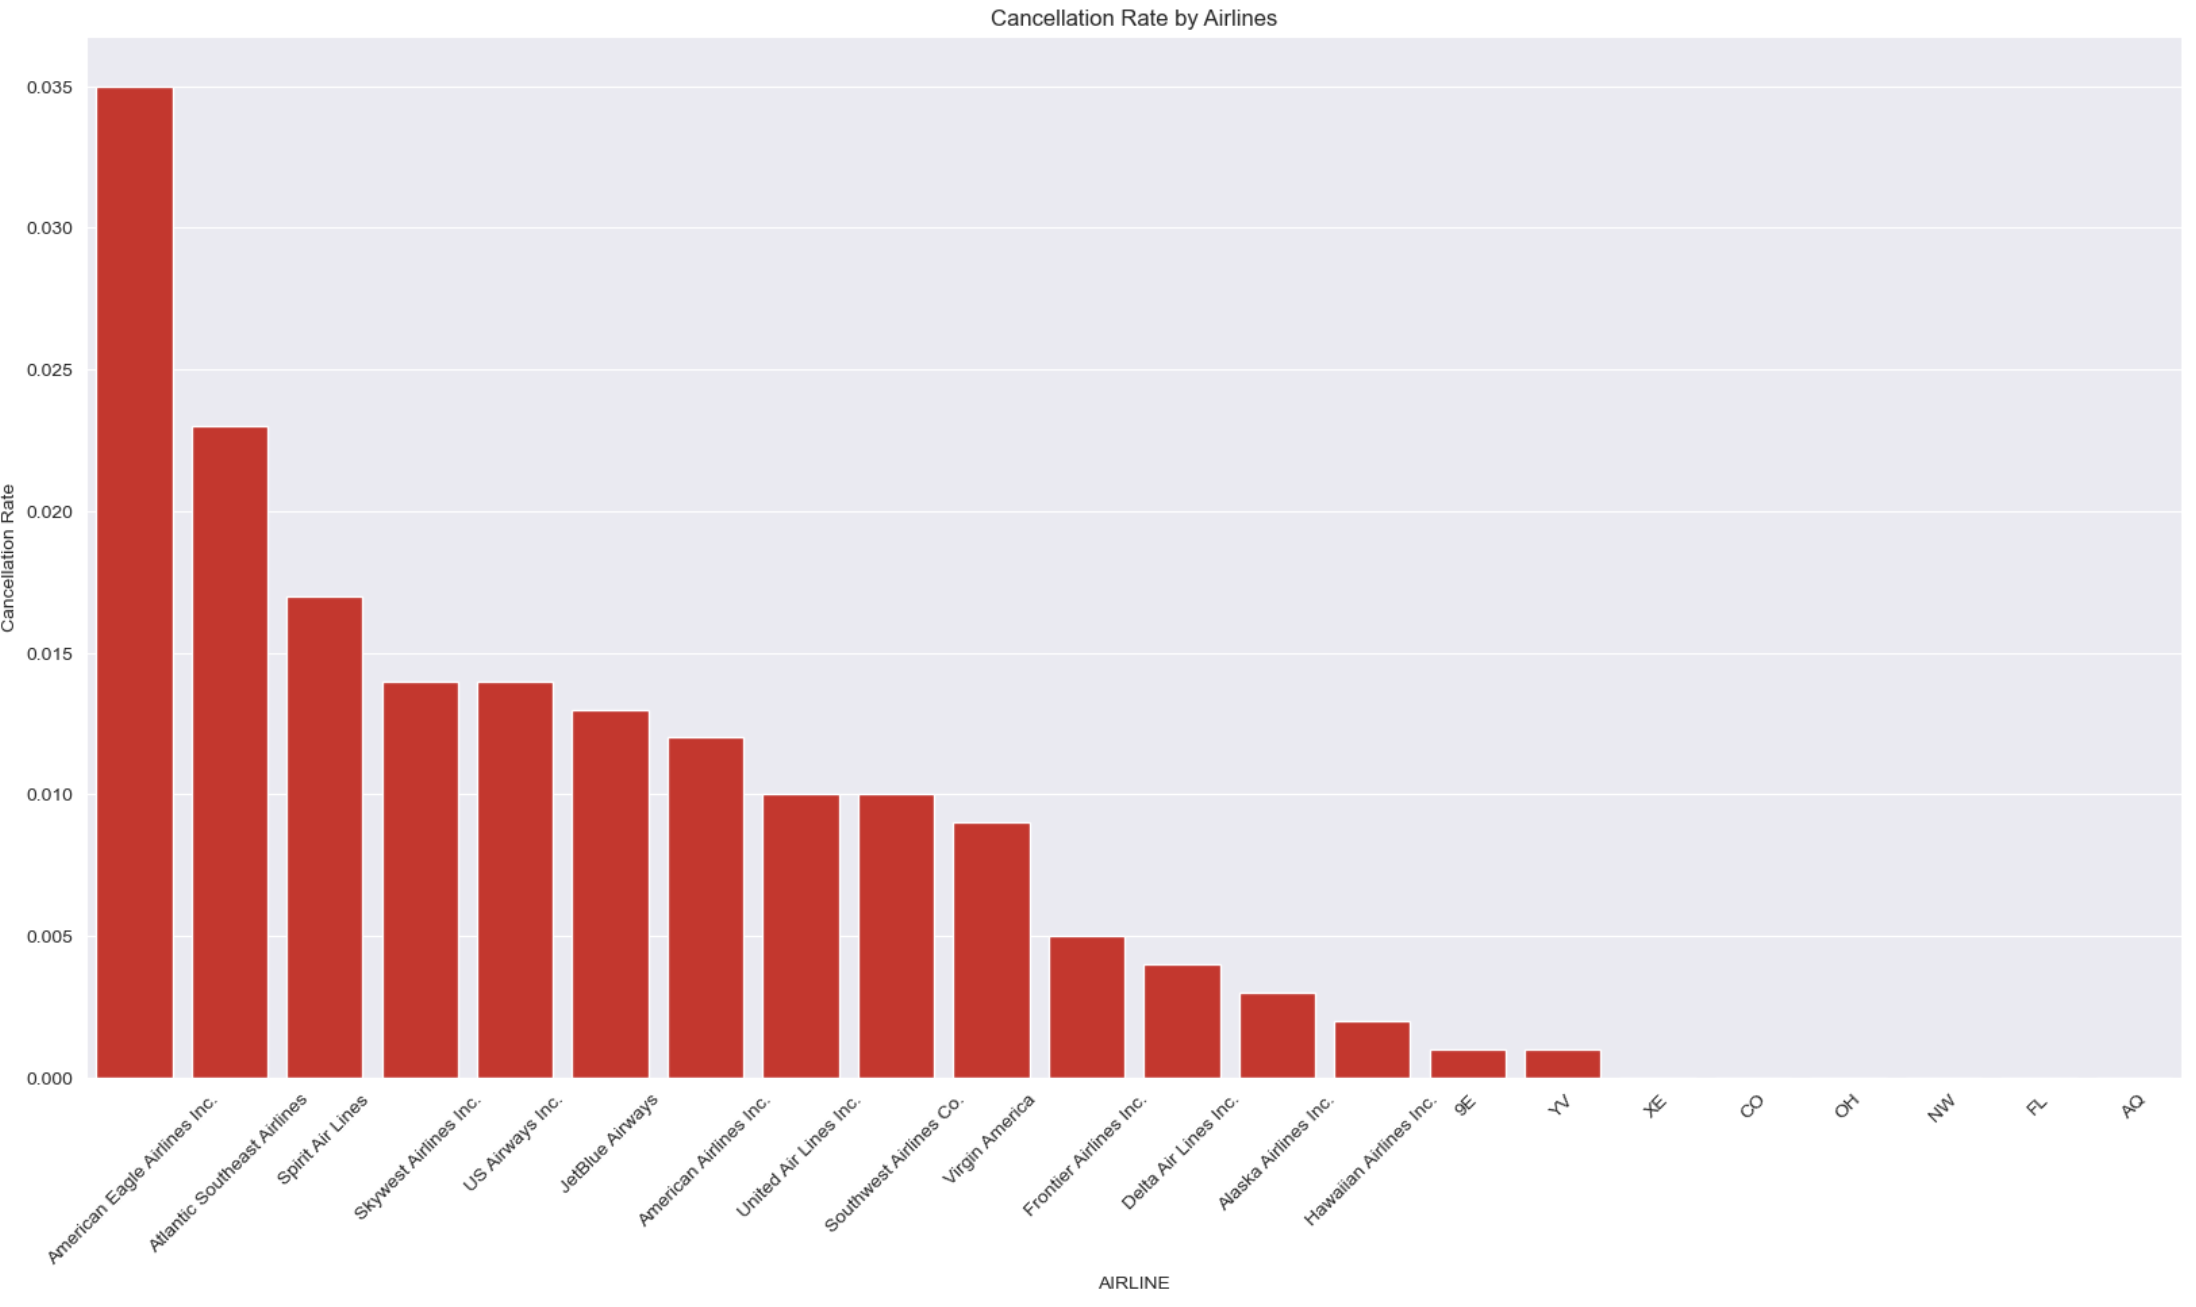 Cancellation Rate by Airlines
Cancellation Rate
0.035
0.030
0.025
0.020
0.015
0.010
0.005
0.000
American Eagle Airlines Inc.
Atlantic Southeast Airlines
Spirit Air Lines
Skywest Airlines Inc.
US Airways Inc.
JetBlue Airways
American Airlines Inc.
United Air Lines Inc.
Southwest Airlines Co.
Virgin America
Frontier Airlines Inc.
Delta Air Lines Inc.
Alaska Airlines Inc.
Hawaiian Airlines Inc.
9E
YV
XE
CO
OH
NW
FL
AQ
AIRLINE